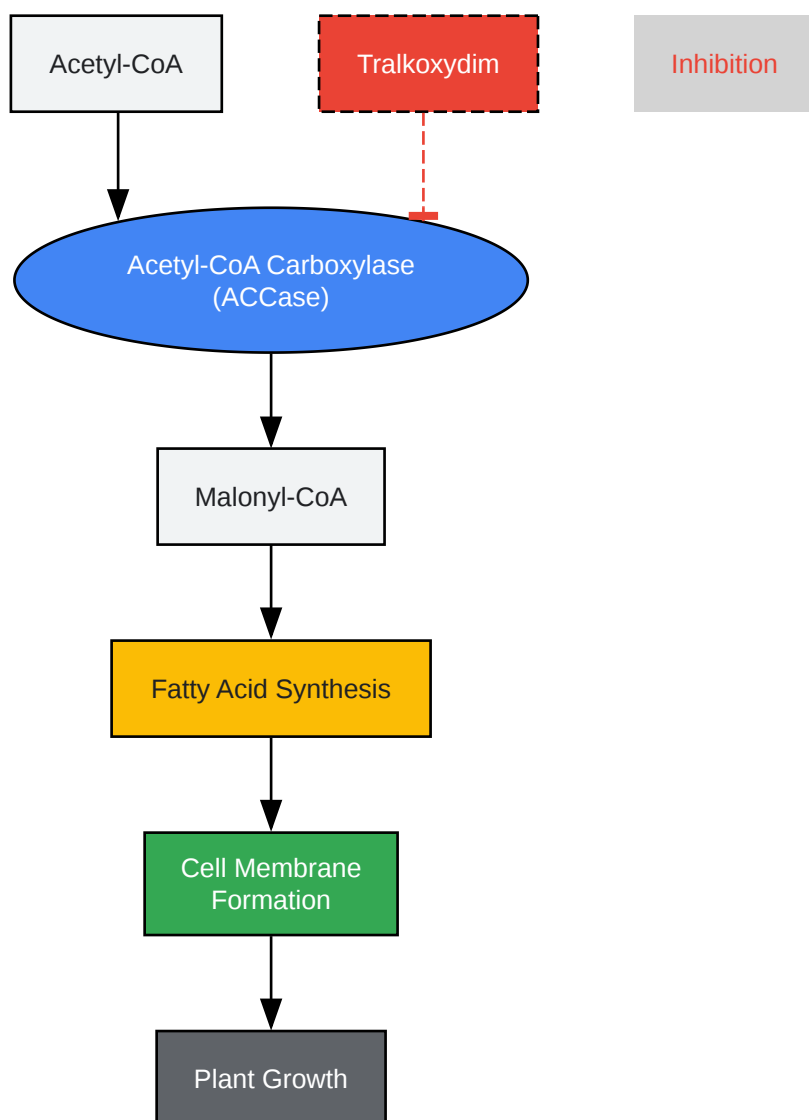 Acetyl-CoA
Tralkoxydim
Inhibition
Acetyl-CoA Carboxylase
(ACCase)
Malonyl-CoA
Fatty Acid Synthesis
Cell Membrane
Formation
Plant Growth